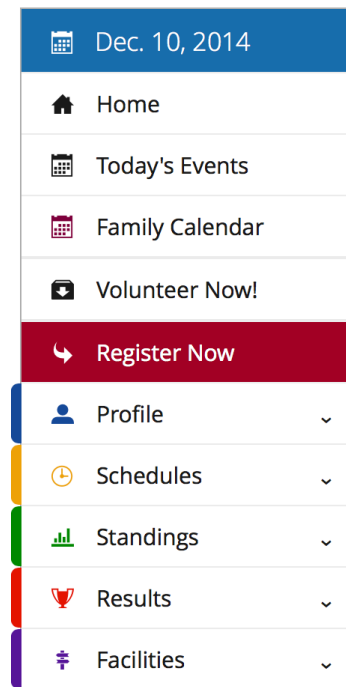 Dec. 10, 2014
Home
Today's Events
Family Calendar
Volunteer Now!
Register Now
Profile
Schedules
Standings
Results
Facilities